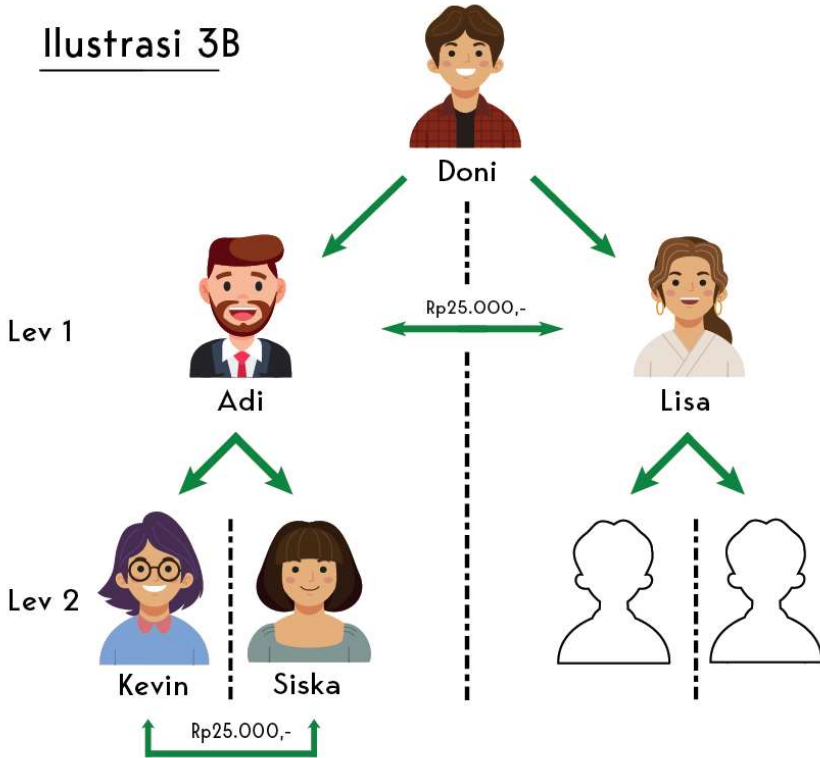 Ilustrasi 3B
Doni
Rp25.000,-
Lev 1
Adi
Lisa
Lev 2
Kevin
Siska
Rp25.000,-